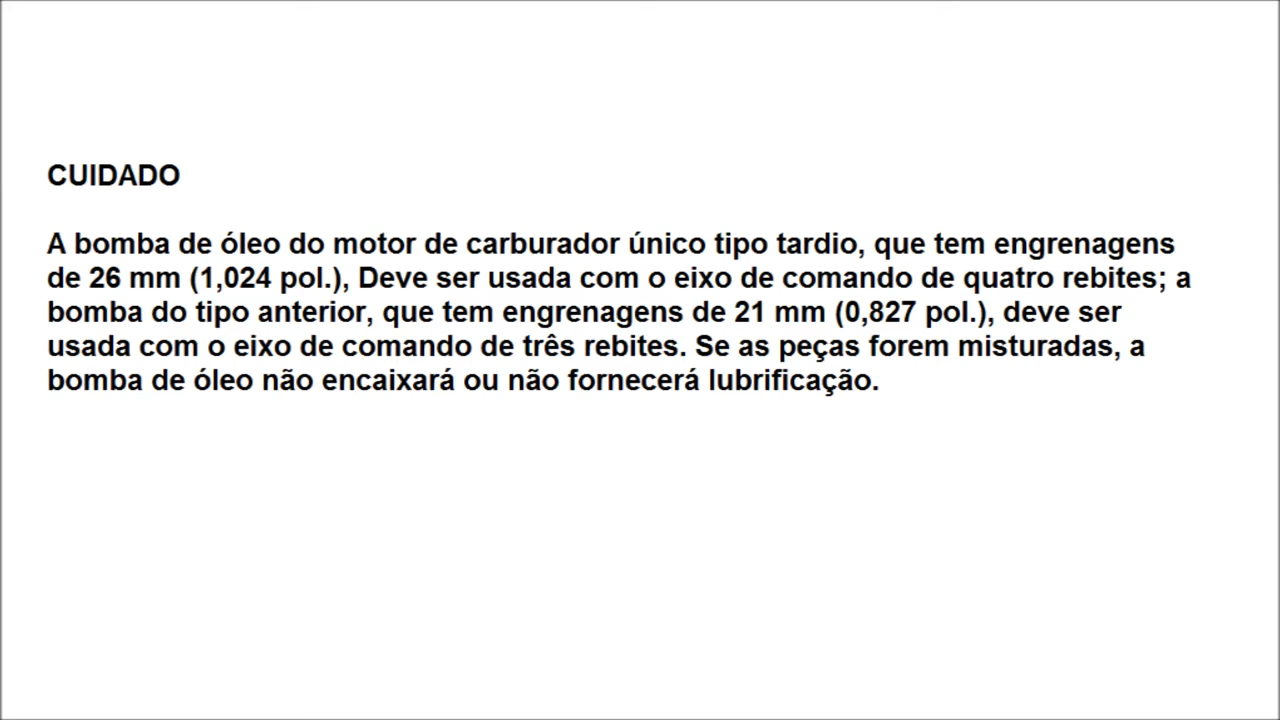 CUIDADO
A bomba de óleo do motor de carburador único tipo tardio, que tem engrenagens
de 26 mm (1,024 pol.), Deve ser usada com o eixo de comando de quatro rebites; a
bomba do tipo anterior, que tem engrenagens de 21 mm (0,827 pol.), deve ser
usada com o eixo de comando de três rebites. Se as peças forem misturadas, a
bomba de óleo não encaixará ou não fornecerá lubrificação.